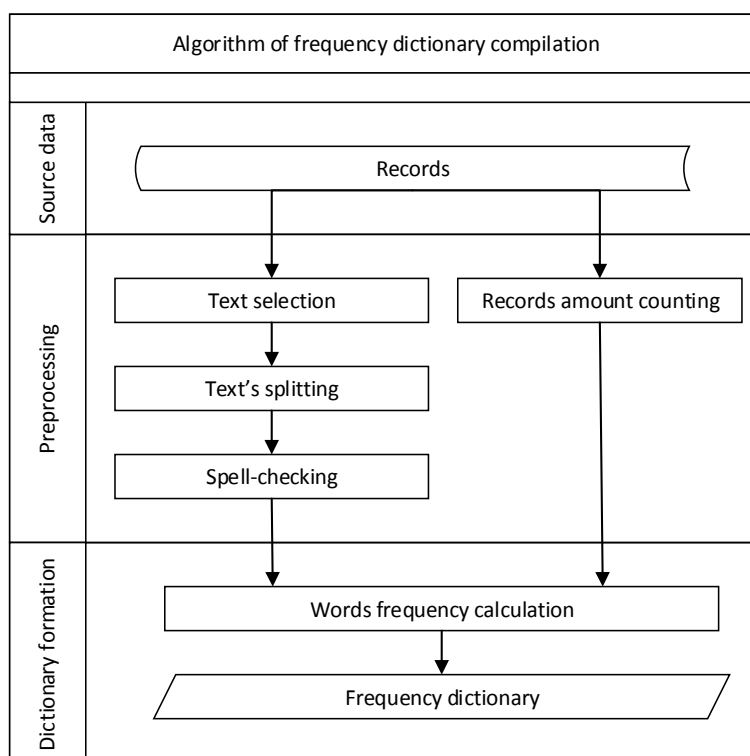 Algorithm of frequency dictionary compilation
Source data
Records
Preprocessing
Text selection
Records amount counting
Text’s splitting
Spell-checking
Dictionary formation
Words frequency calculation
Frequency dictionary